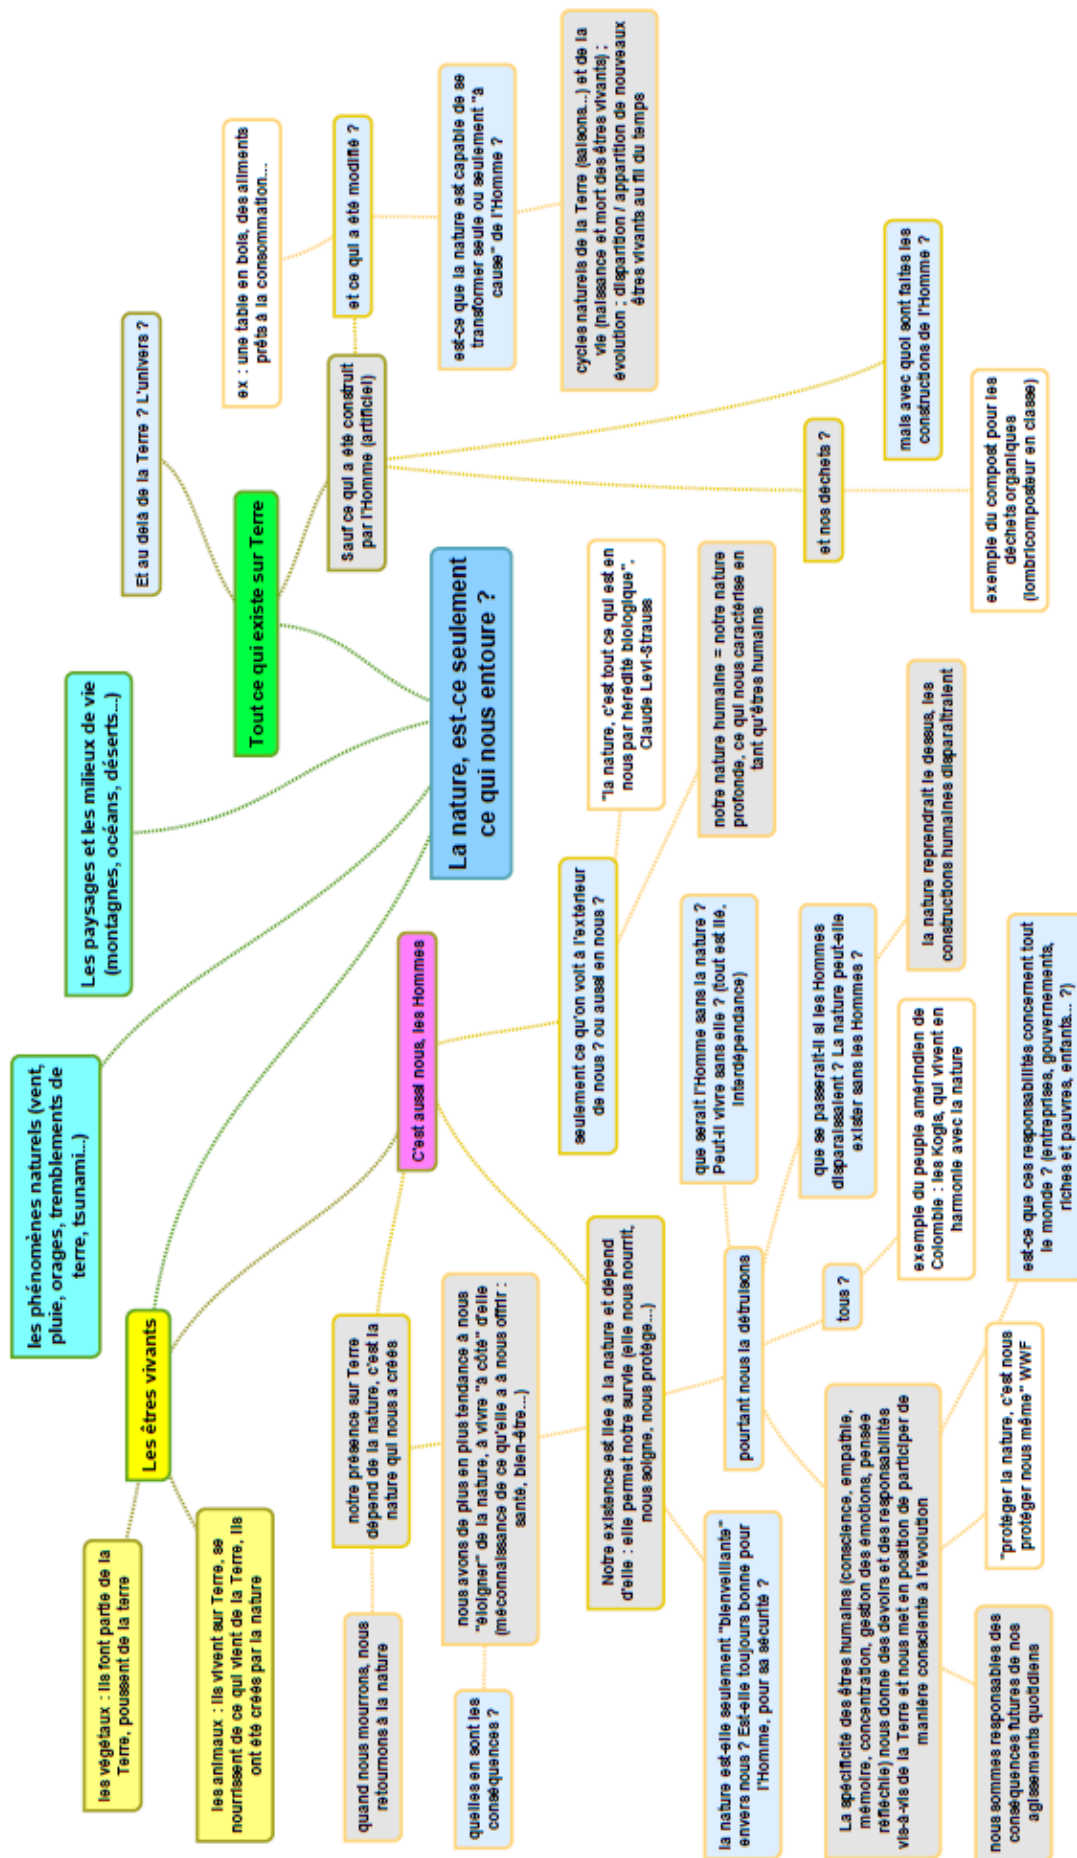 La nature, est-ce seulement
ce qui nous entoure ?
Tout ce qui existe sur Terre
Et au delà de la Terre ? L'univers ?
Sauf ce qui a été construit
par l'Homme (artificiel)
et ce qui a été modifié ?
ex : une table en bois, des aliments
prêts à la consommation...
est-ce que la nature est capable de se
transformer seule ou seulement "à
cause" de l'Homme ?
cycles naturels de la Terre (saisons...) et de la
vie (naissance et mort des êtres vivants) ;
évolution ; disparition / apparition de nouveaux
êtres vivants au fil du temps
mais avec quoi sont faites les
constructions de l'Homme ?
et nos déchets ?
exemple du compost pour les
déchets organiques
(lombricomposteur en classe)
Les paysages et les milieux de vie
(montagnes, océans, déserts...)
les phénomènes naturels (vent,
pluie, orages, tremblements de
terre, tsunami...)
Les êtres vivants
les végétaux : ils font partie de la
Terre, poussent de la terre
les animaux : ils vivent sur Terre, se
nourrissent de ce qui vient de la Terre, ils
ont été créés par la nature
C'est aussi nous, les Hommes
notre présence sur Terre
dépend de la nature, c'est la
nature qui nous a créés
quand nous mourrons, nous
retournons à la nature
nous avons de plus en plus tendance à nous
"éloigner" de la nature, à vivre "à côté" d'elle
(méconnaissance de ce qu'elle a à nous offrir :
santé, bien-être...)
quelles en sont les
conséquences ?
Notre existence est liée à la nature et dépend
d'elle : elle permet notre survie (elle nous nourrit,
nous soigne, nous protège...)
la nature est-elle seulement "bienveillante"
envers nous ? Est-elle toujours bonne pour
l'Homme, pour sa sécurité ?
seulement ce qu'on voit à l'extérieur
de nous ? ou aussi en nous ?
"la nature, c'est tout ce qui est en
nous par hérédité biologique",
Claude Levi-Strauss
notre nature humaine = notre nature
profonde, ce qui nous caractérise en
tant qu'êtres humains
pourtant nous la détruisons
que serait l'Homme sans la nature ?
Peut-il vivre sans elle ? (tout est lié,
interdépendance)
que se passerait-il si les Hommes
disparaissaient ? La nature peut-elle
exister sans les Hommes ?
la nature reprendrait le dessus, les
constructions humaines disparaîtraient
tous ?
exemple du peuple amérindien de
Colombie : les Kogis, qui vivent en
harmonie avec la nature
La spécificité des êtres humains (conscience, empathie,
mémoire, concentration, gestion des émotions, pensée
réfléchie) nous donne des devoirs et des responsabilités
vis-à-vis de la Terre et nous met en position de participer de
manière consciente à l'évolution
est-ce que ces responsabilités concernent tout
le monde ? (entreprises, gouvernements,
riches et pauvres, enfants... ?)
"protéger la nature, c'est nous
protéger nous même" WWF
nous sommes responsables des
conséquences futures de nos
agissements quotidiens